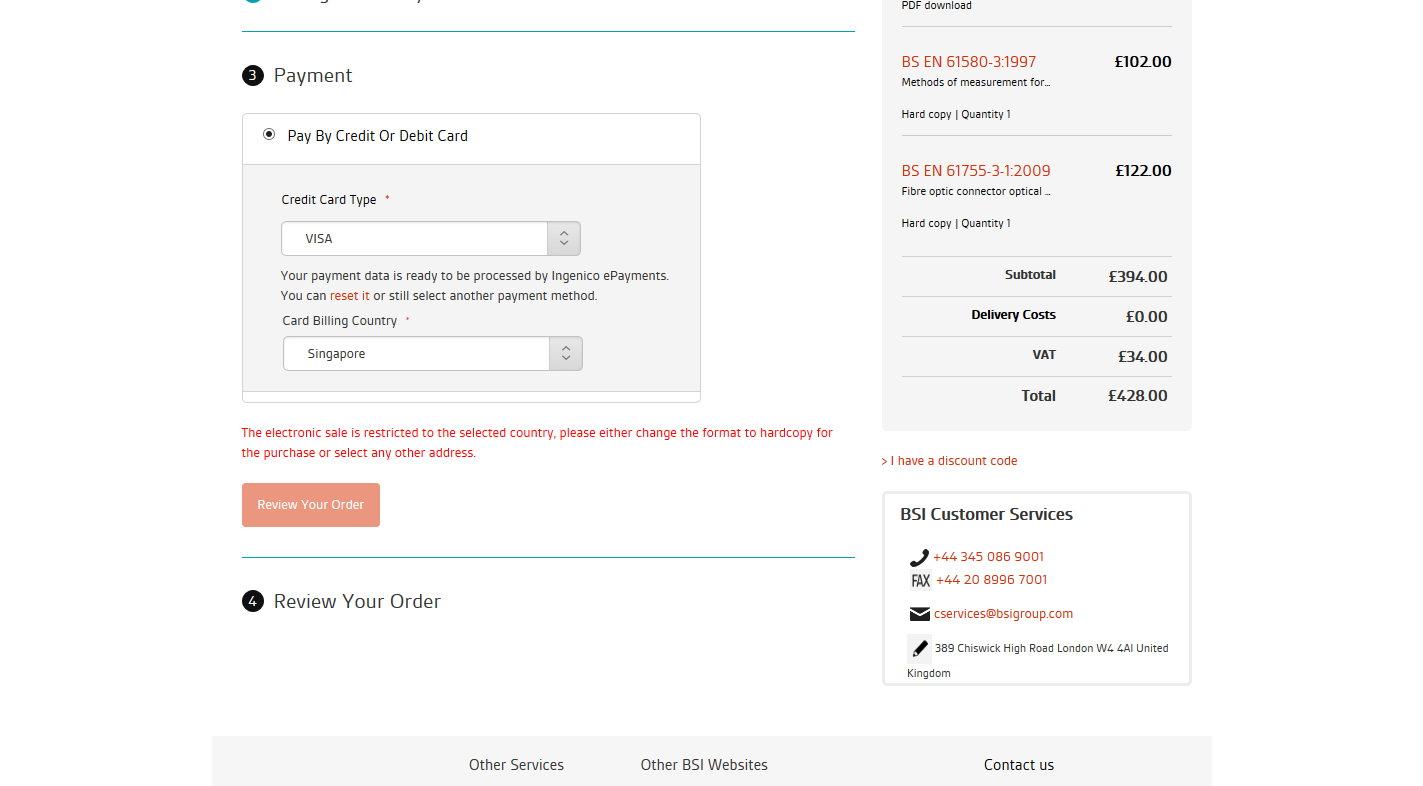 3 Payment
Pay By Credit Or Debit Card
Credit Card Type *
VISA
Your payment data is ready to be processed by Ingenico ePayments.
You can reset it or still select another payment method.
Card Billing Country *
Singapore
The electronic sale is restricted to the selected country, please either change the format to hardcopy for
the purchase or select any other address.
Review Your Order
4 Review Your Order
PDF download
BS EN 61580-3:1997 £102.00
Methods of measurement for...
Hard copy | Quantity 1
BS EN 61755-3-1:2009 £122.00
Fibre optic connector optical ...
Hard copy | Quantity 1
Subtotal £394.00
Delivery Costs £0.00
VAT £34.00
Total £428.00
> I have a discount code
BSI Customer Services
+44 345 086 9001
FAX +44 20 8996 7001
cservices@bsigroup.com
389 Chiswick High Road London W4 4Al United
Kingdom
Other Services Other BSI Websites Contact us